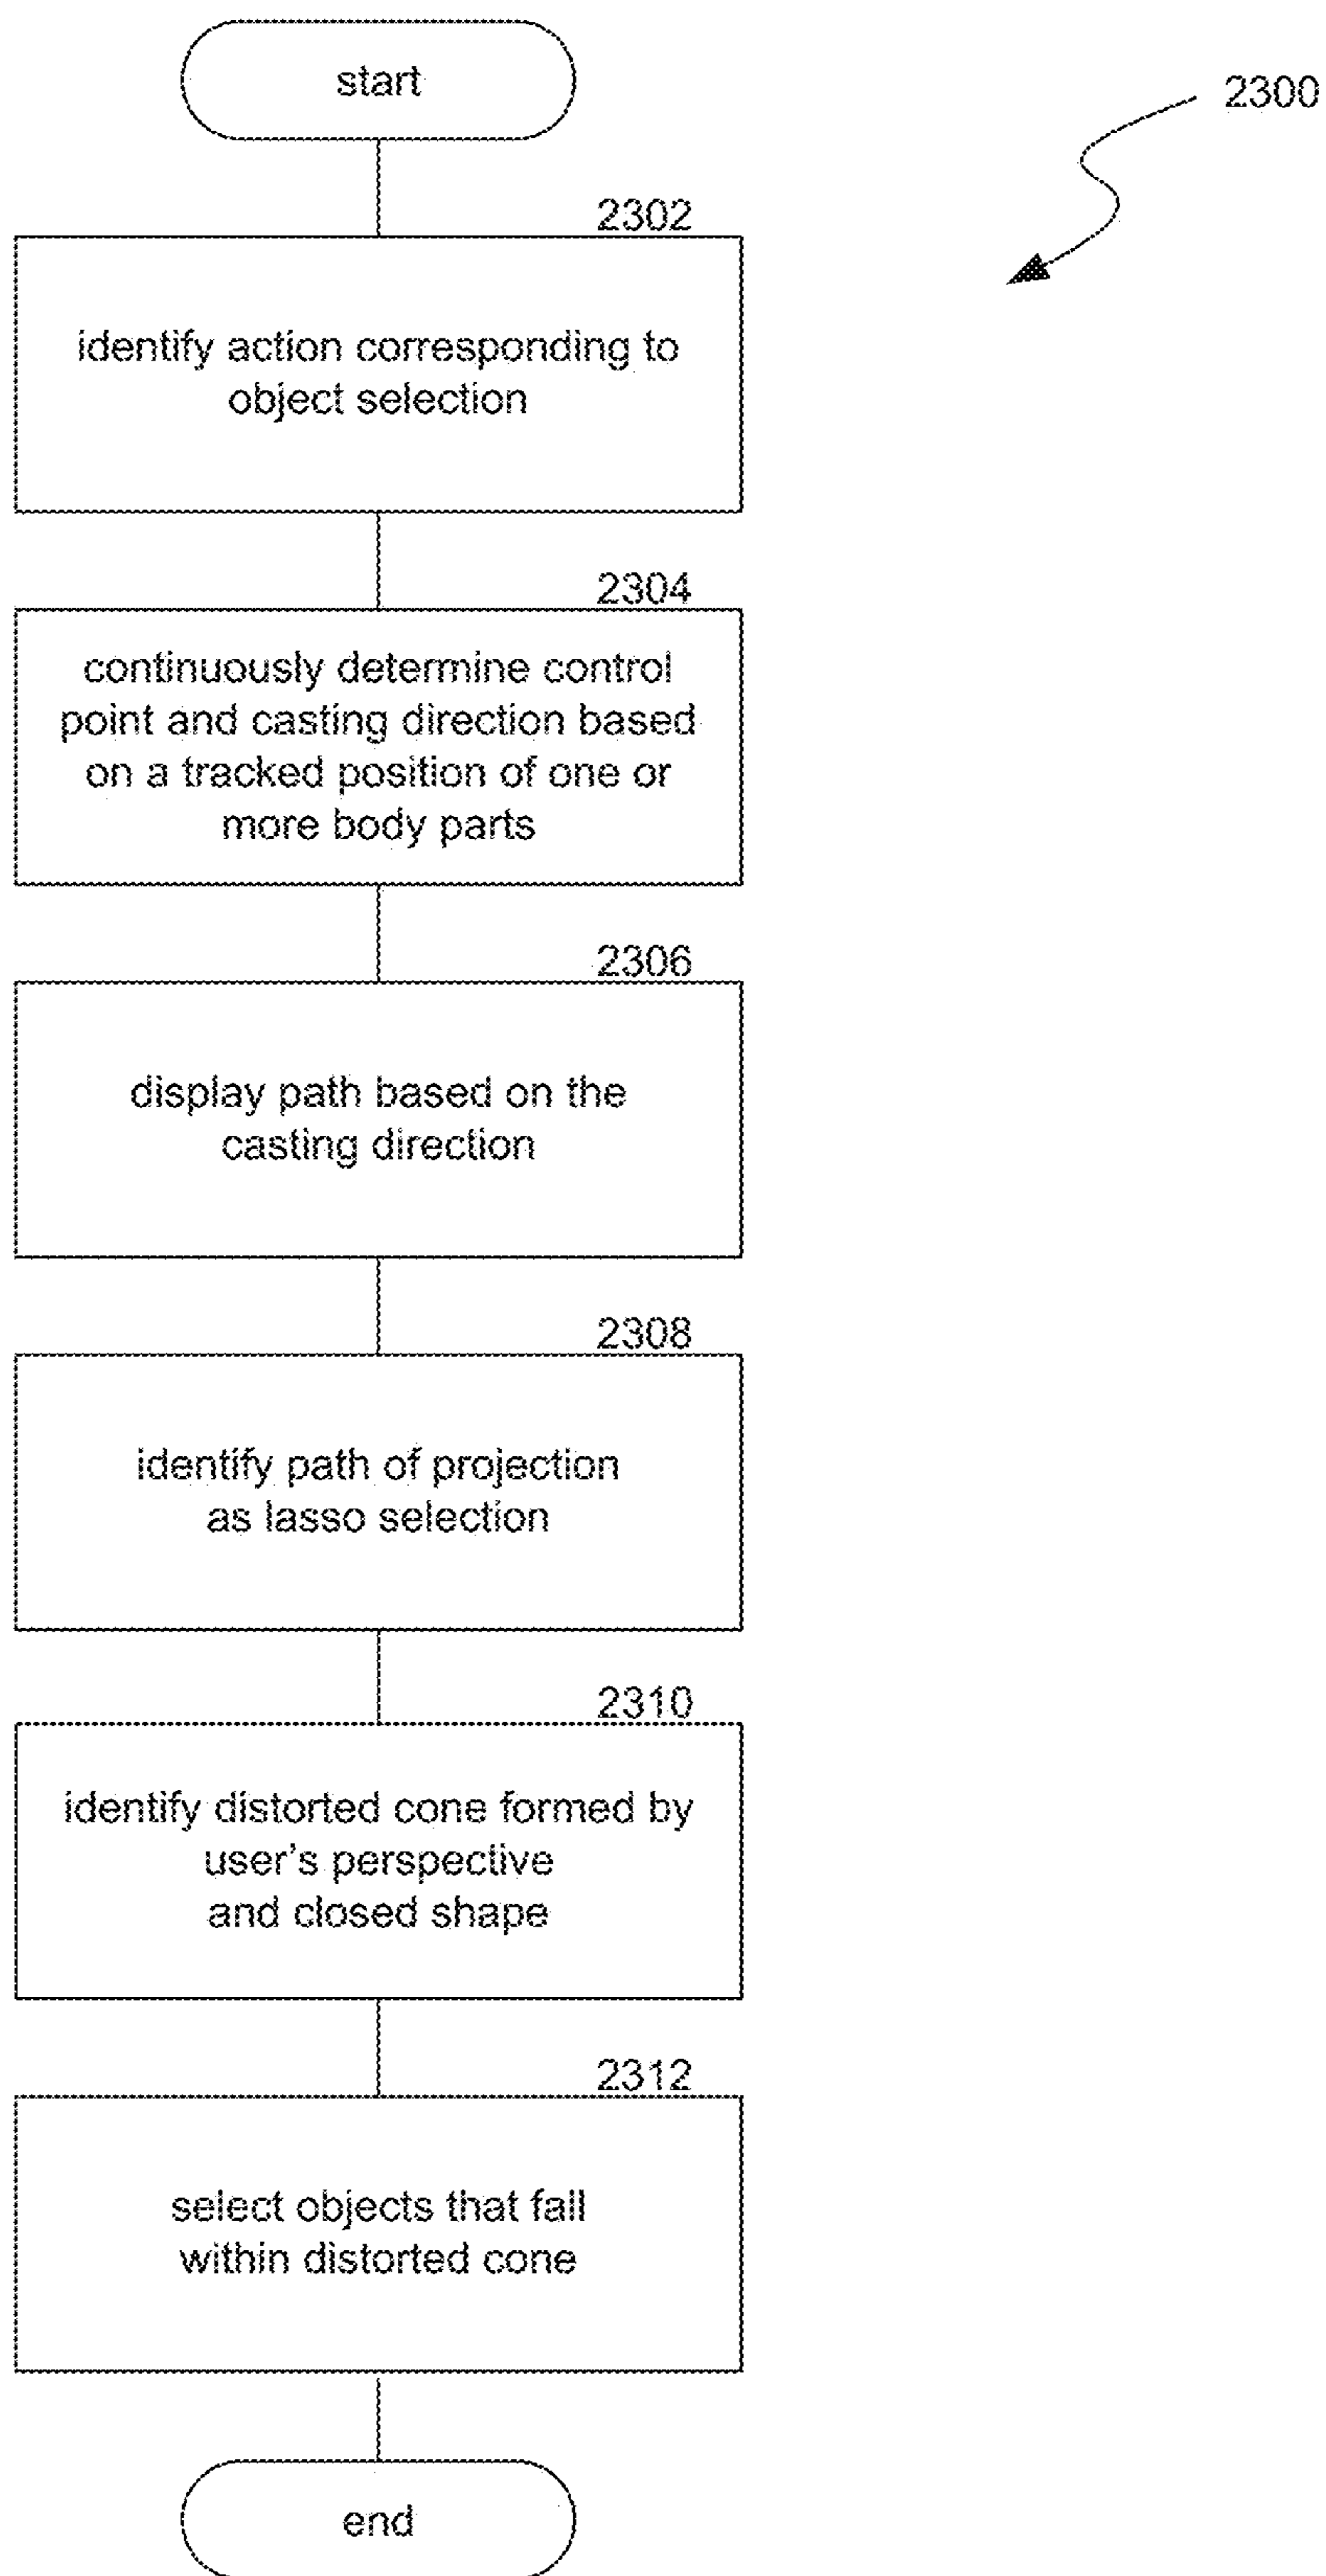 start
2300
2302
identify action corresponding to
object selection
2304
continuously determine control
point and casting direction based
on a tracked position of one or
more body parts
2306
display path based on the
casting direction
2308
identify path of projection
as lasso selection
2310
identify distorted cone formed by
user's perspective
and closed shape
2312
select objects that fall
within distorted cone
end